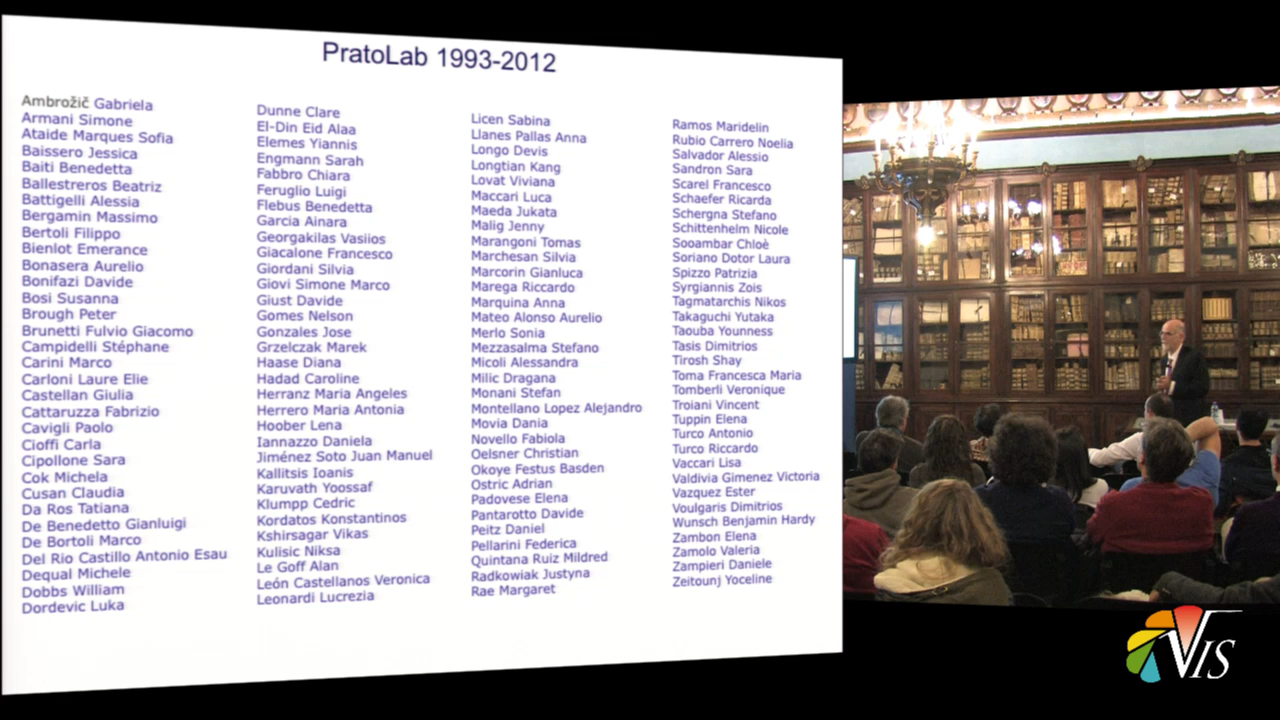 PratoLab 1993-2012
Ambrožič Gabriela
Armani Simone
Ataide Marques Sofia
Baissero Jessica
Baiti Benedetta
Ballestreros Beatriz
Battigelli Alessia
Bergamin Massimo
Bertoli Filippo
Bienlot Emerance
Bonasera Aurelio
Bonifazi Davide
Bosi Susanna
Brough Peter
Brunetti Fulvio Giacomo
Campidelli Stéphane
Carini Marco
Carloni Laure Elie
Castellan Giulia
Cattaruzza Fabrizio
Cavigli Paolo
Cioffi Carla
Cipollone Sara
Cok Michela
Cusan Claudia
Da Ros Tatiana
De Benedetto Gianluigi
De Bortoli Marco
Del Rio Castillo Antonio Esau
Dequal Michele
Dobbs William
Dordevic Luka
Dunne Clare
El-Din Eid Alaa
Elemes Yiannis
Engmann Sarah
Fabbro Chiara
Feruglio Luigi
Flebus Benedetta
Garcia Ainara
Georgakilas Vasiios
Giacalone Francesco
Giordani Silvia
Giovi Simone Marco
Giust Davide
Gomes Nelson
Gonzales Jose
Grzelczak Marek
Haase Diana
Hadad Caroline
Herranz Maria Angeles
Herrero Maria Antonia
Hoober Lena
Iannazzo Daniela
Jiménez Soto Juan Manuel
Kallitsis Ioanis
Karuvath Yoossaf
Klumpp Cedric
Kordatos Konstantinos
Kshirsagar Vikas
Kulisic Niksa
Le Goff Alan
León Castellanos Veronica
Leonardi Lucrezia
Licen Sabina
Llanes Pallas Anna
Longo Devis
Longtian Kang
Lovat Viviana
Maccari Luca
Maeda Jukata
Malig Jenny
Marangoni Tomas
Marchesan Silvia
Marcorin Gianluca
Marega Riccardo
Marquina Anna
Mateo Alonso Aurelio
Merlo Sonia
Mezzasalma Stefano
Micoli Alessandra
Milic Dragana
Monani Stefan
Montellano Lopez Alejandro
Movia Dania
Novello Fabiola
Oelsner Christian
Okoye Festus Basden
Ostric Adrian
Padovese Elena
Pantarotto Davide
Peitz Daniel
Pellarini Federica
Quintana Ruiz Mildred
Radkowiak Justyna
Rae Margaret
Ramos Maridelin
Rubio Carrero Noelia
Salvador Alessio
Sandron Sara
Scarel Francesco
Schaefer Ricarda
Schergna Stefano
Schittenhelm Nicole
Sooambar Chloè
Soriano Dotor Laura
Spizzo Patrizia
Syrgiannis Zois
Tagmatarchis Nikos
Takaguchi Yutaka
Taouba Younness
Tasis Dimitrios
Tirosh Shay
Toma Francesca Maria
Tomberli Veronique
Troiani Vincent
Tuppin Elena
Turco Antonio
Turco Riccardo
Vaccari Lisa
Valdivia Gimenez Victoria
Vazquez Ester
Voulgaris Dimitrios
Wunsch Benjamin Hardy
Zambon Elena
Zamolo Valeria
Zampieri Daniele
Zeitounj Yoceline
VIS